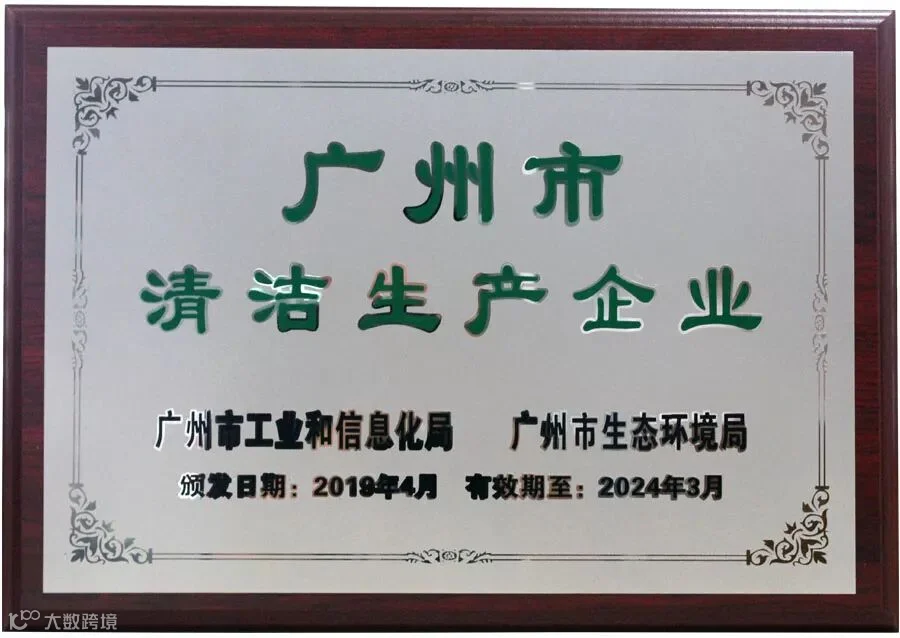 广州市
清洁生产企业
广州市工业和信息化局 广州市生态环境局
颁发日期：2019年4月 有效期至：2024年3月
大数跨境